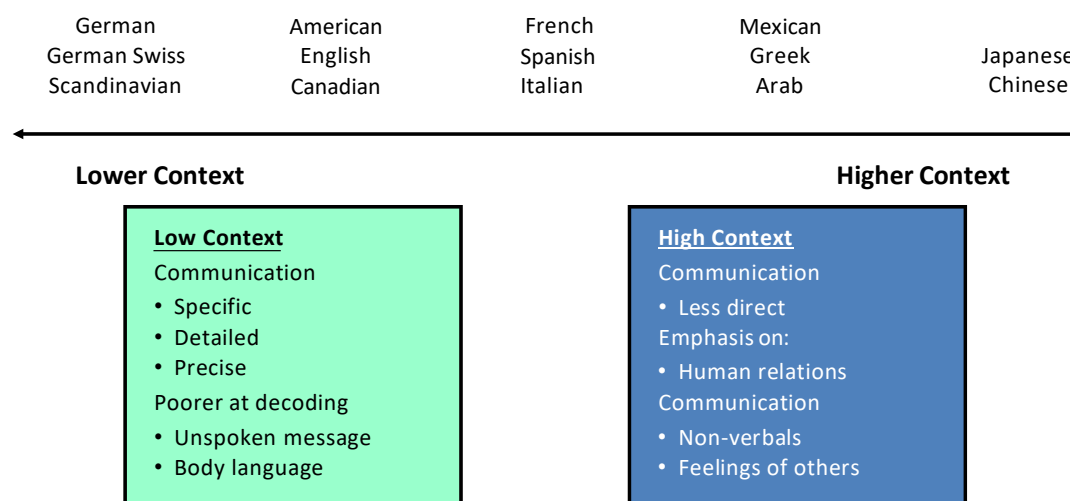 German American French Mexican
German Swiss English Spanish Greek Japanese
Scandinavian Canadian Italian Arab Chinese
Lower Context Higher Context
Low Context
Communication
• Specific
• Detailed
• Precise
Poorer at decoding
• Unspoken message
• Body language
High Context
Communication
• Less direct
Emphasis on:
• Human relations
Communication
• Non-verbals
• Feelings of others